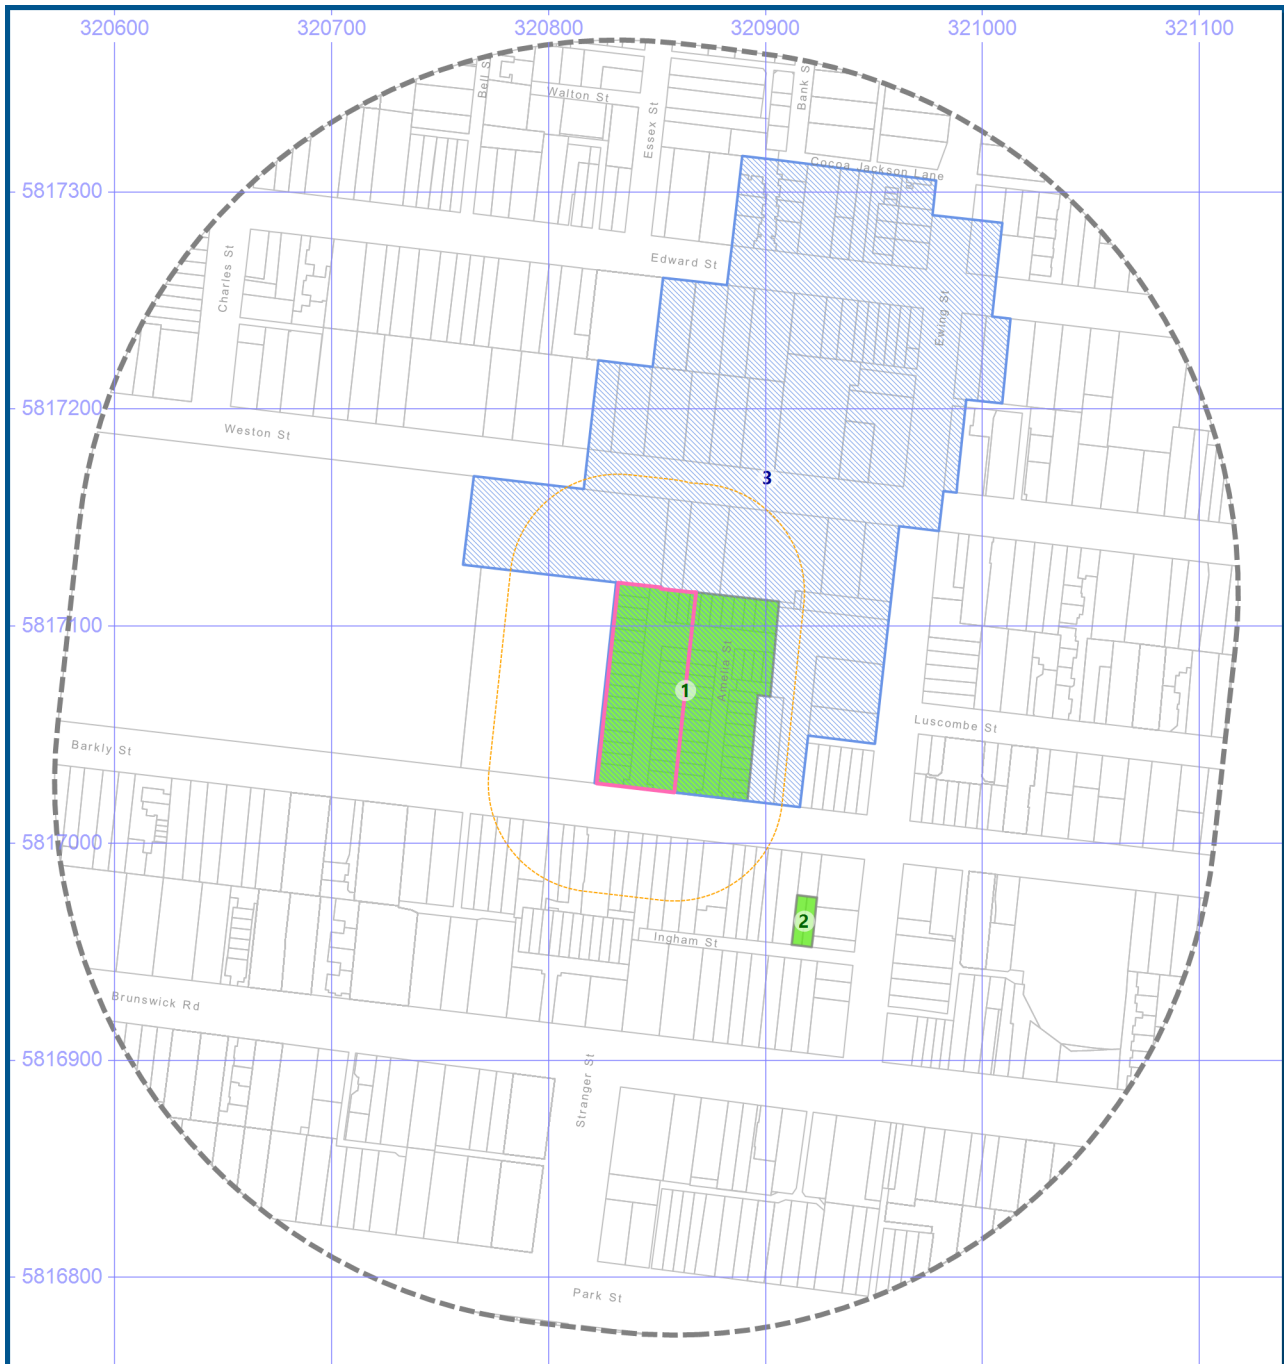 320600 320700 320800 320900 321000 321100
Bell S
Walton St
Bank S
Essex St
Cocoa Jackson Lane
5817300
Edward St
Charles St
Ewing St
5817200
Weston St
3
5817100
Amelia St
1
Luscombe St
Barkly St
5817000
2
Ingham St
Brunswick Rd
5816900
Stranger St
5816800
Park St